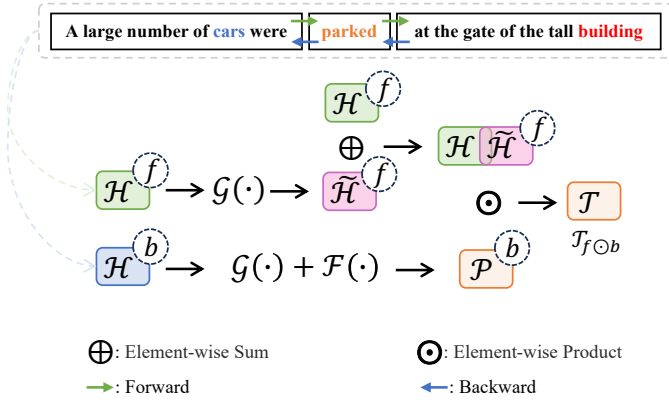 A large number of cars were parked at the gate of the tall building
ℋ f
⊕
ℋ ℋ̃ f
ℋ f 𝒢(·) ℋ̃ f
⊙ 𝒯
𝒯f⊙b
ℋ b 𝒢(·) + ℱ(·) 𝒫 b
⊕: Element-wise Sum ⊙: Element-wise Product
→: Forward ←: Backward